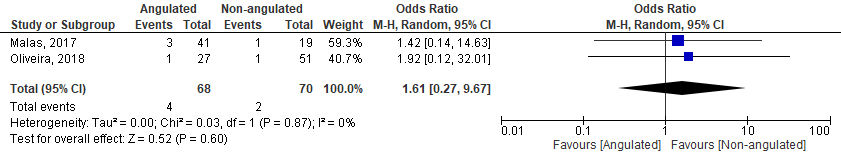 Angulated Non-angulated Odds Ratio Odds Ratio
Study or Subgroup Events Total Events Total Weight M-H, Random, 95% CI M-H, Random, 95% CI
Malas, 2017 3 41 1 19 59.3% 1.42 [0.14, 14.63]
Oliveira, 2018 1 27 1 51 40.7% 1.92 [0.12, 32.01]
Total (95% CI) 68 70 100.0% 1.61 [0.27, 9.67]
Total events 4 2
Heterogeneity: Tau² = 0.00; Chi² = 0.03, df = 1 (P = 0.87); I² = 0%
Test for overall effect: Z = 0.52 (P = 0.60)
0.01 0.1 1 10 100
Favours [Angulated] Favours [Non-angulated]